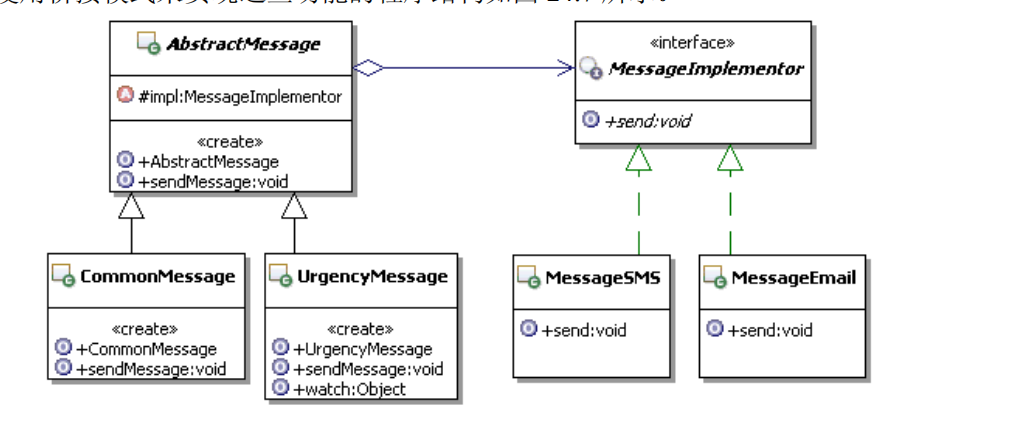 AbstractMessage
#impl:MessageImplementor
«create»
+AbstractMessage
+sendMessage:void
«interface»
MessageImplementor
+send:void
CommonMessage
«create»
+CommonMessage
+sendMessage:void
UrgencyMessage
«create»
+UrgencyMessage
+sendMessage:void
+watch:Object
MessageSMS
+send:void
MessageEmail
+send:void